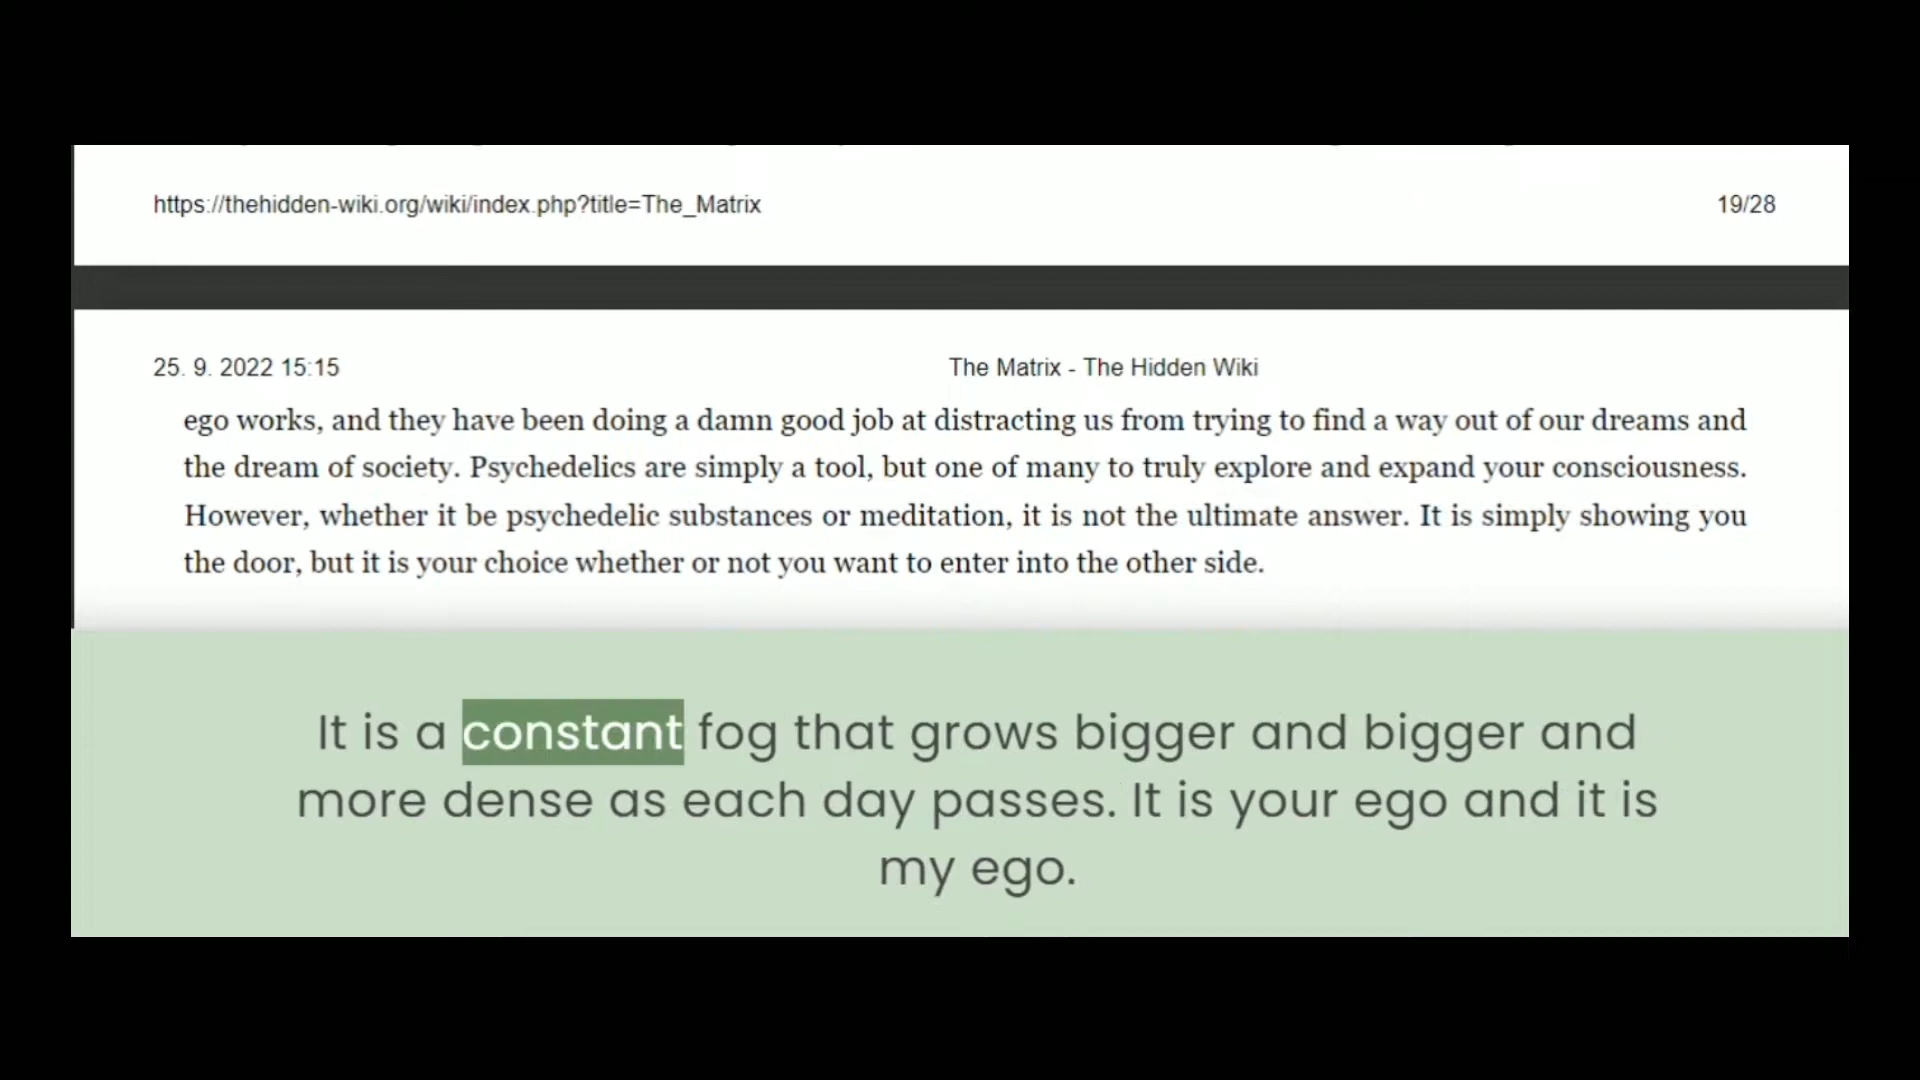 https://thehidden-wiki.org/wiki/index.php?title=The_Matrix 19/28
25. 9. 2022 15:15 The Matrix - The Hidden Wiki
ego works, and they have been doing a damn good job at distracting us from trying to find a way out of our dreams and
the dream of society. Psychedelics are simply a tool, but one of many to truly explore and expand your consciousness.
However, whether it be psychedelic substances or meditation, it is not the ultimate answer. It is simply showing you
the door, but it is your choice whether or not you want to enter into the other side.
It is a constant fog that grows bigger and bigger and
more dense as each day passes. It is your ego and it is
my ego.